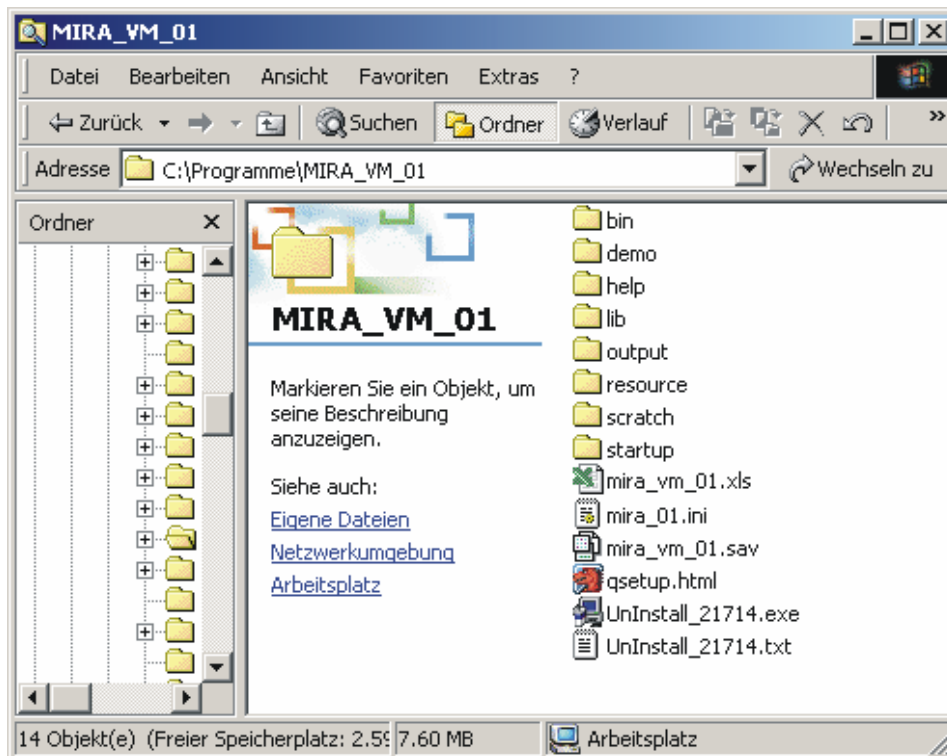 MIRA_VM_01
Datei Bearbeiten Ansicht Favoriten Extras ?
Zurück Suchen Ordner Verlauf »
Adresse C:\Programme\MIRA_VM_01 Wechseln zu
Ordner
MIRA_VM_01
Markieren Sie ein Objekt, um
seine Beschreibung
anzuzeigen.
Siehe auch:
Eigene Dateien
Netzwerkumgebung
Arbeitsplatz
bin
demo
help
lib
output
resource
scratch
startup
mira_vm_01.xls
mira_01.ini
mira_vm_01.sav
qsetup.html
UnInstall_21714.exe
UnInstall_21714.txt
14 Objekt(e) (Freier Speicherplatz: 2.59 7.60 MB Arbeitsplatz